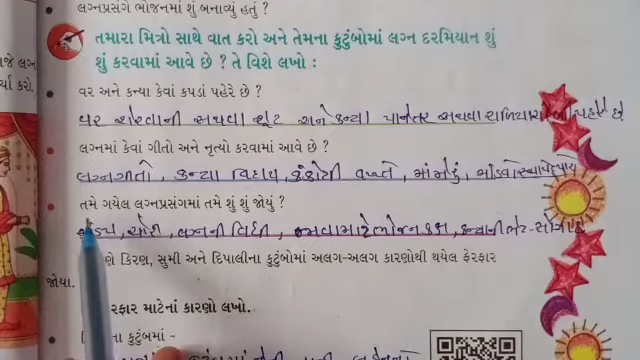 લગ્નપ્રસંગે ભોજનમાં શું બનાવ્યું હતું ?
તમારા મિત્રો સાથે વાત કરો અને તેમના કુટુંબોમાં લગ્ન દરમિયાન શું
શું કરવામાં આવે છે ? તે વિશે લખો :
વર અને કન્યા કેવાં કપડાં પહેરે છે ?
વર શેરવાની અથવા શૂટ અને કન્યા પાનેતર અથવા પહેરે છે
લગ્નમાં કેવાં ગીતો અને નૃત્યો કરવામાં આવે છે ?
લગ્નગીતો, કન્યા વિદાય, કંકોત્રી વખતે, મામેરું,
તમે ગયેલ લગ્નપ્રસંગમાં તમે શું શું જોયું ?
ચોરી, લગ્નની વિધી, જમવા માટે ભોજન કક્ષ, કન્યાની ભેટ-સોગાદ
કિરણ, સુમી અને દિપાલીના કુટુંબોમાં અલગ-અલગ કારણોથી થયેલ ફેરફાર
જોયા.
માટેનાં કારણો લખો.
કુટુંબમાં -